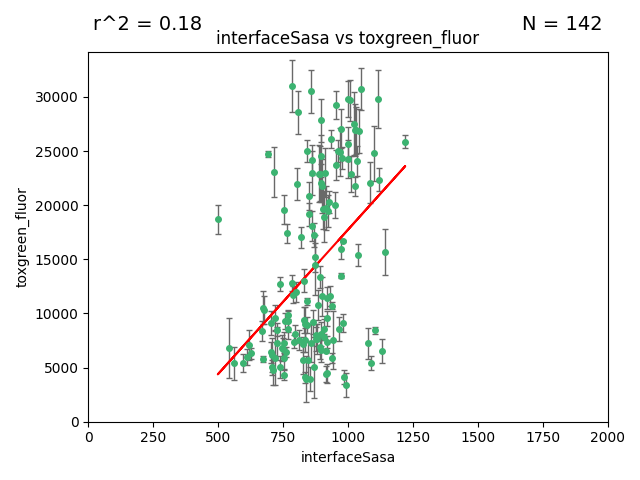 r^2 = 0.18
N = 142
interfaceSasa vs toxgreen_fluor
30000
25000
20000
15000
10000
5000
0
toxgreen_fluor
0 250 500 750 1000 1250 1500 1750 2000
interfaceSasa